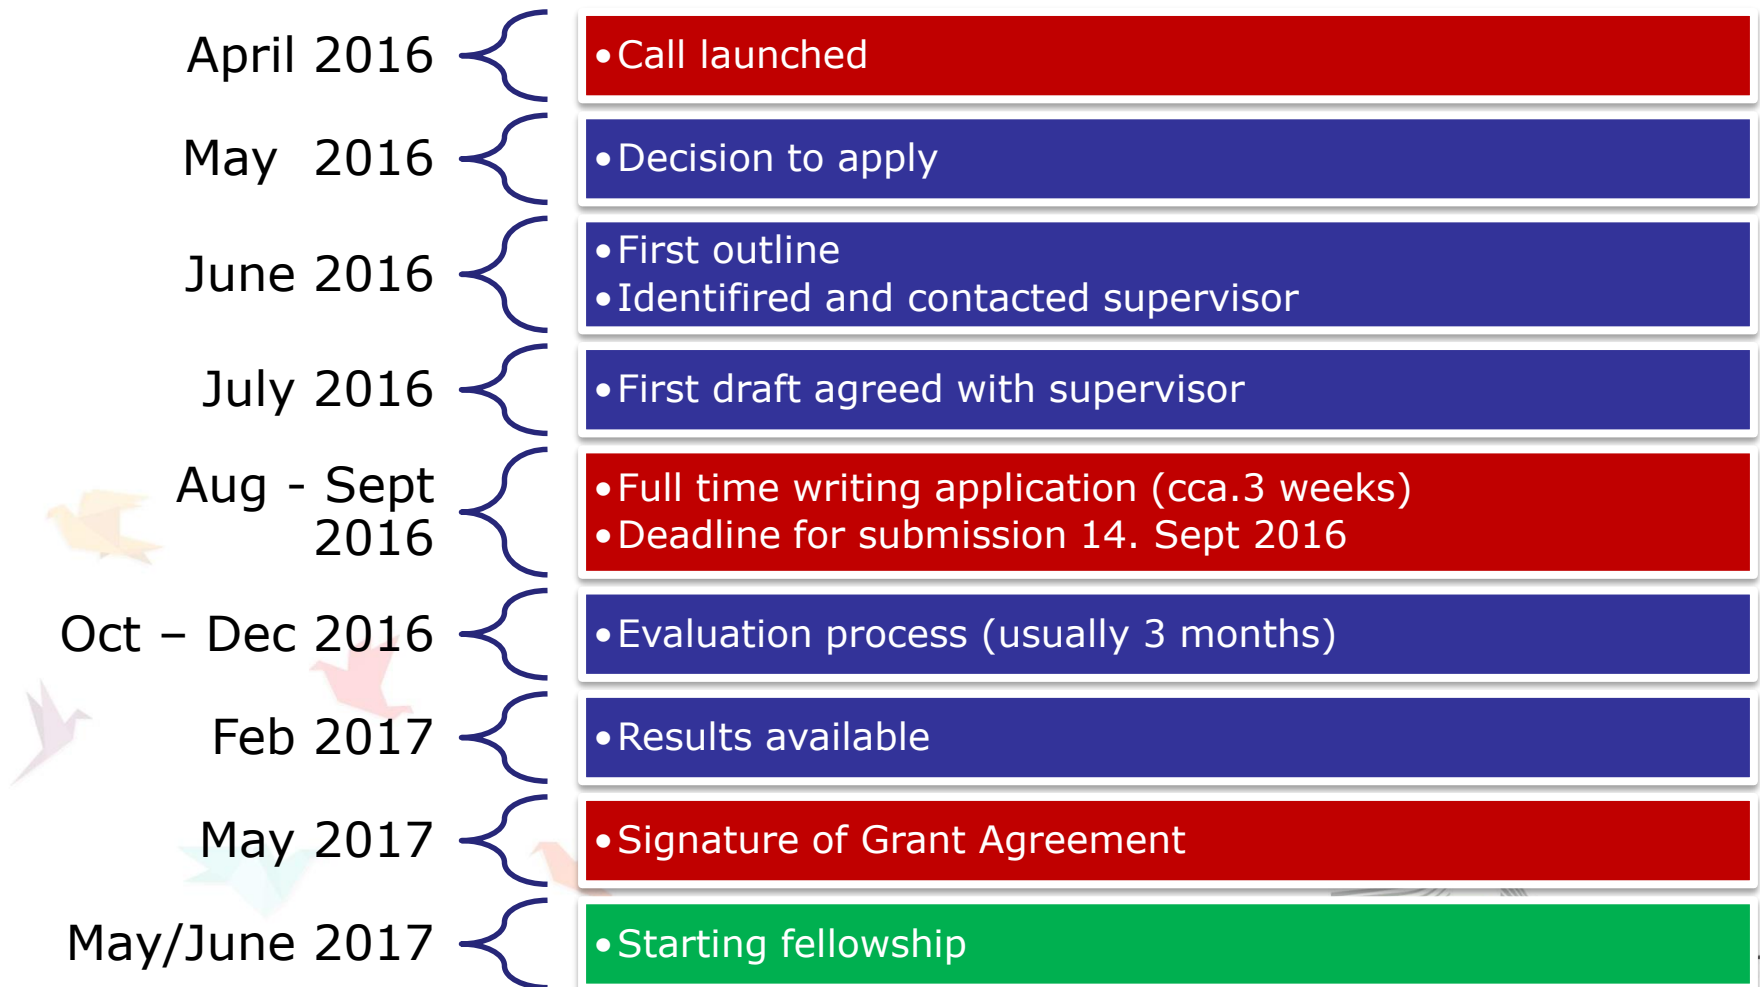 April 2016
• Call launched
May  2016
• Decision to apply
June 2016
• First outline
• Identifired and contacted supervisor
July 2016
• First draft agreed with supervisor
Aug - Sept
2016
• Full time writing application (cca.3 weeks)
• Deadline for submission 14. Sept 2016
Oct – Dec 2016
• Evaluation process (usually 3 months)
Feb 2017
• Results available
May 2017
• Signature of Grant Agreement
May/June 2017
• Starting fellowship